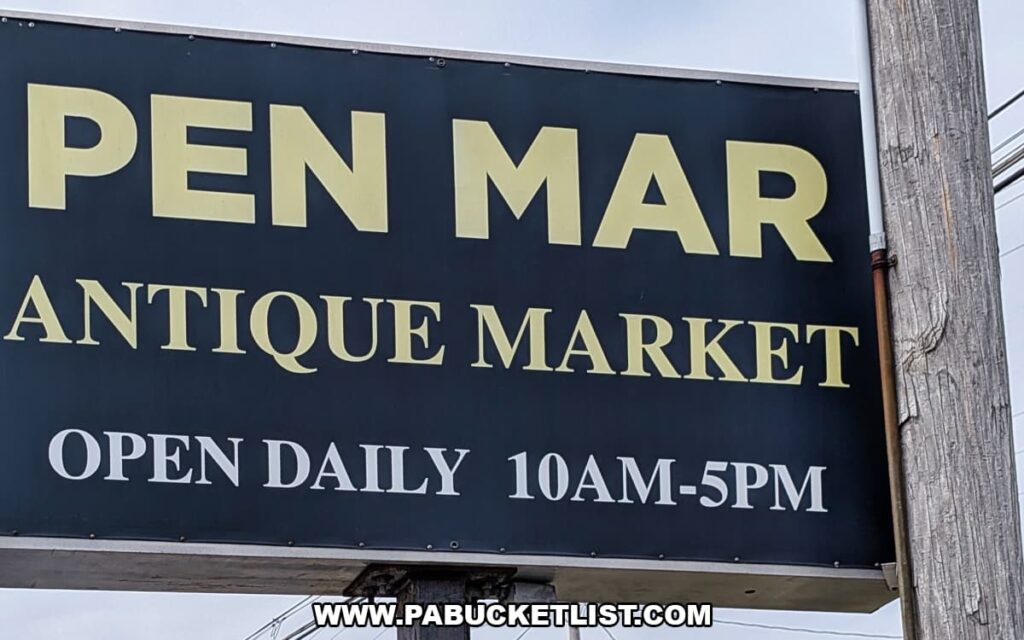 PEN MAR
ANTIQUE MARKET
OPEN DAILY 10AM-5PM
WWW.PABUCKETLIST.COM